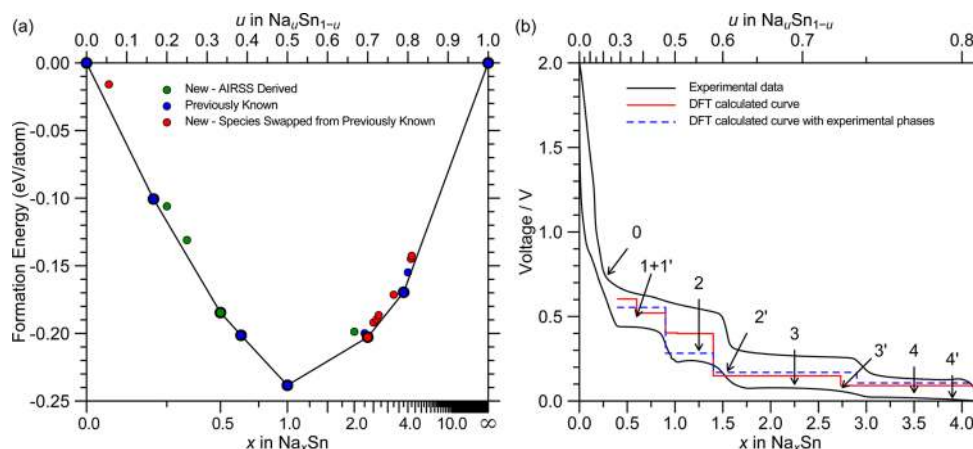 (a)
u in NauSn1−u
0.0 0.1 0.2 0.3 0.4 0.5 0.6 0.7 0.8 1.0
0.00
-0.05
-0.10
-0.15
-0.20
-0.25
Formation Energy (eV/atom)
New - AIRSS Derived
Previously Known
New - Species Swapped from Previously Known
0.0 0.5 1.0 2.0 4.0 10.0 ∞
x in NaxSn
(b)
u in NauSn1−u
0.0 0.3 0.5 0.6 0.7 0.8
2.0
1.5
1.0
0.5
0.0
Voltage / V
Experimental data
DFT calculated curve
DFT calculated curve with experimental phases
0
1+1'
2
2'
3
3'
4
4'
0.0 0.5 1.0 1.5 2.0 2.5 3.0 3.5 4.0
x in NaxSn